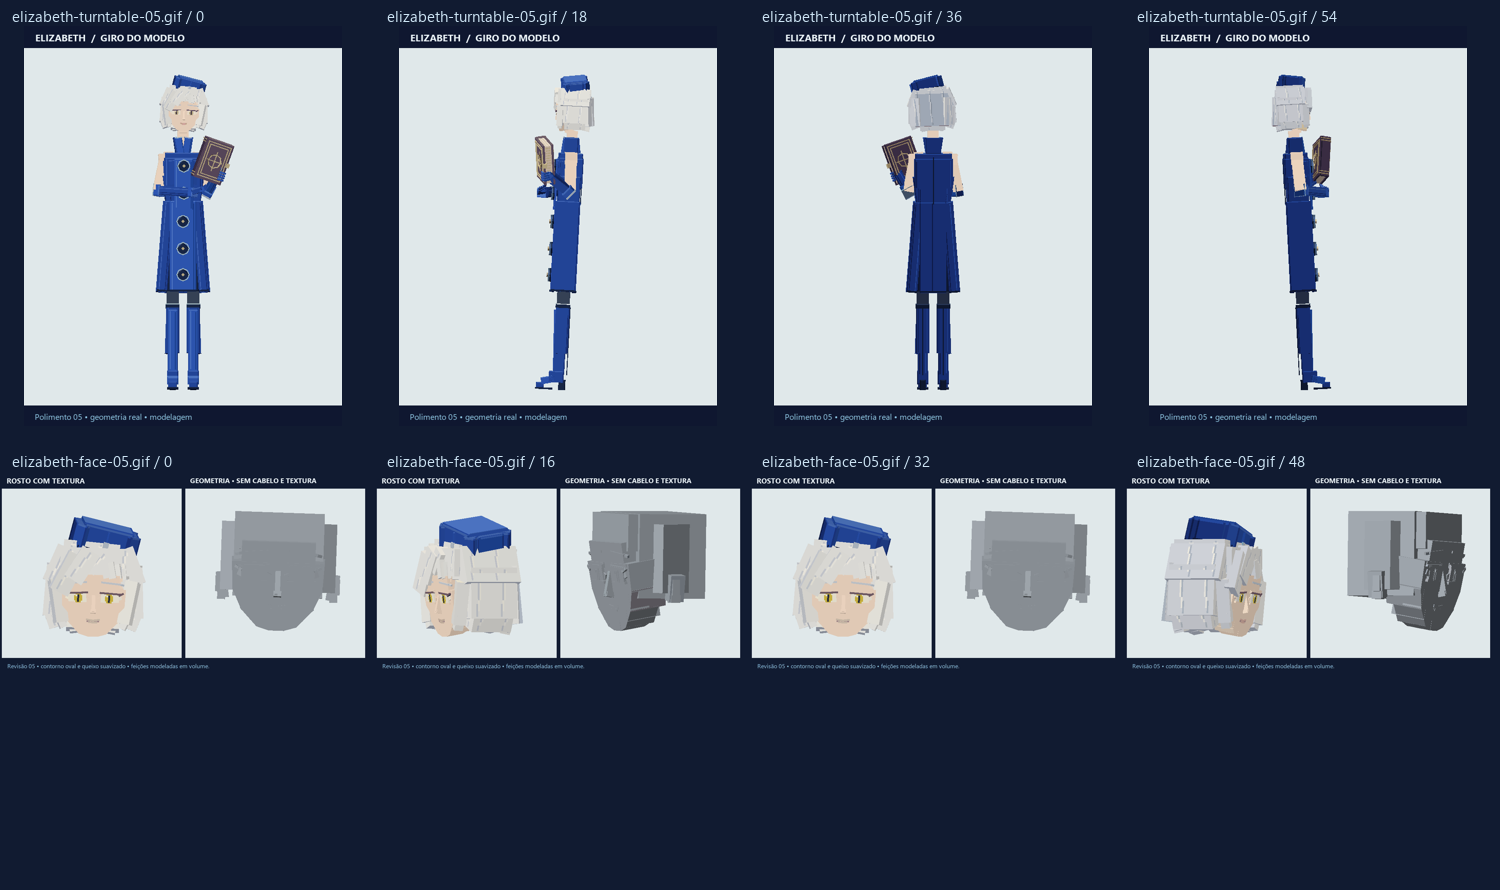 elizabeth-turntable-05.gif / 0
ELIZABETH / GIRO DO MODELO
Polimento 05 • geometria real • modelagem
elizabeth-turntable-05.gif / 18
ELIZABETH / GIRO DO MODELO
Polimento 05 • geometria real • modelagem
elizabeth-turntable-05.gif / 36
ELIZABETH / GIRO DO MODELO
Polimento 05 • geometria real • modelagem
elizabeth-turntable-05.gif / 54
ELIZABETH / GIRO DO MODELO
Polimento 05 • geometria real • modelagem
elizabeth-face-05.gif / 0
ROSTO COM TEXTURA
GEOMETRIA • SEM CABELO E TEXTURA
Revisão 05 • contorno oval e queixo suavizado • feições modeladas em volume.
elizabeth-face-05.gif / 16
ROSTO COM TEXTURA
GEOMETRIA • SEM CABELO E TEXTURA
Revisão 05 • contorno oval e queixo suavizado • feições modeladas em volume.
elizabeth-face-05.gif / 32
ROSTO COM TEXTURA
GEOMETRIA • SEM CABELO E TEXTURA
Revisão 05 • contorno oval e queixo suavizado • feições modeladas em volume.
elizabeth-face-05.gif / 48
ROSTO COM TEXTURA
GEOMETRIA • SEM CABELO E TEXTURA
Revisão 05 • contorno oval e queixo suavizado • feições modeladas em volume.